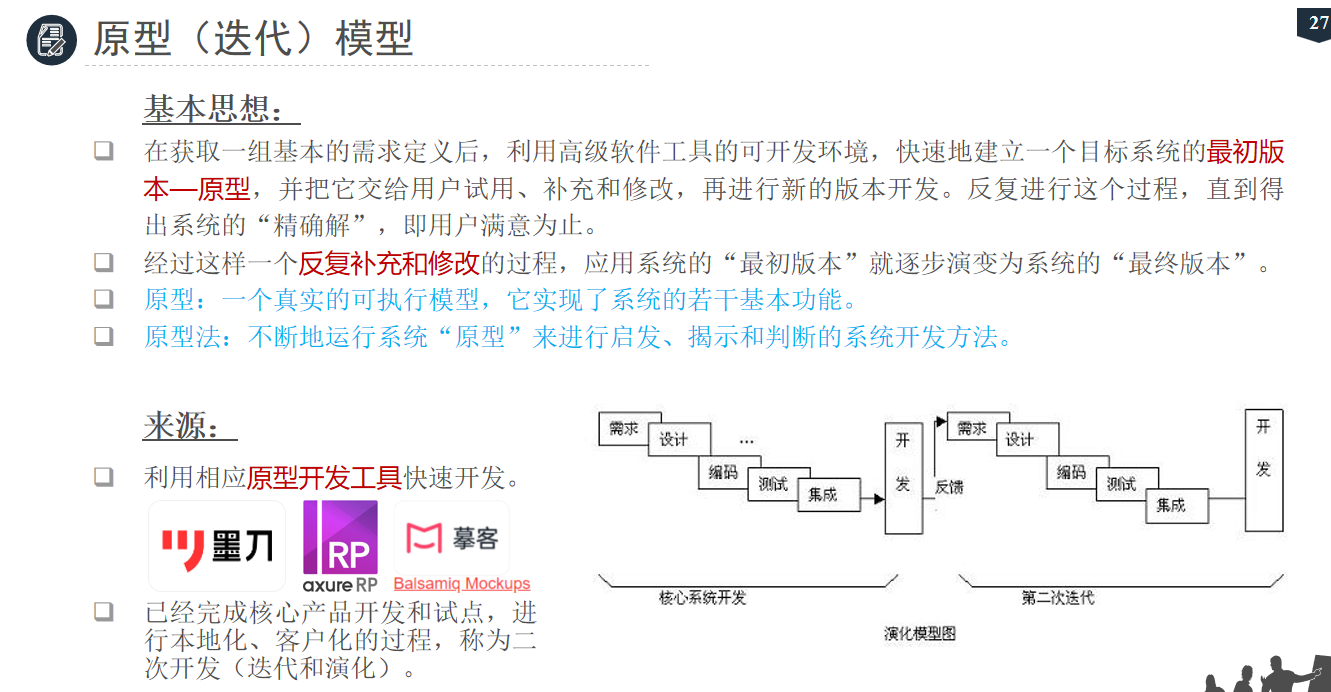 原型（迭代）模型
27
基本思想：
在获取一组基本的需求定义后，利用高级软件工具的可开发环境，快速地建立一个目标系统的最初版
本—原型，并把它交给用户试用、补充和修改，再进行新的版本开发。反复进行这个过程，直到得
出系统的“精确解”，即用户满意为止。
经过这样一个反复补充和修改的过程，应用系统的“最初版本”就逐步演变为系统的“最终版本”。
原型：一个真实的可执行模型，它实现了系统的若干基本功能。
原型法：不断地运行系统“原型”来进行启发、揭示和判断的系统开发方法。
来源：
利用相应原型开发工具快速开发。
墨刀
RP
axure RP
摹客
Balsamiq Mockups
已经完成核心产品开发和试点，进
行本地化、客户化的过程，称为二
次开发（迭代和演化）。
需求
设计
...
编码
测试
集成
开
发
反馈
需求
设计
编码
测试
集成
开
发
核心系统开发
第二次迭代
演化模型图